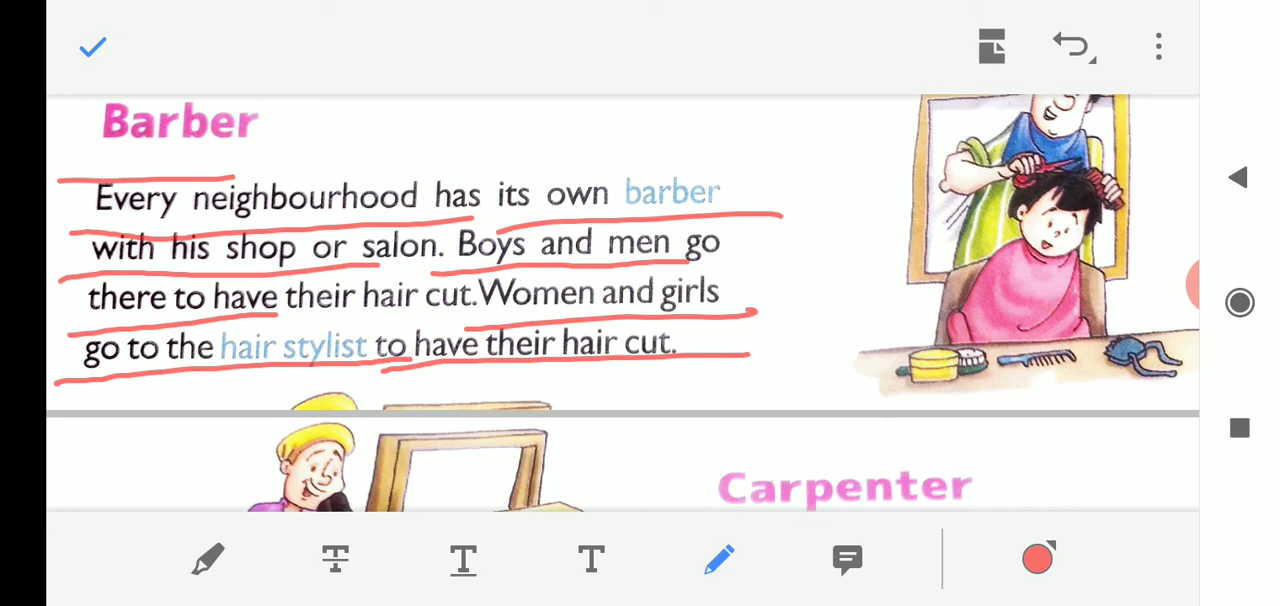 Barber
Every neighbourhood has its own barber
with his shop or salon. Boys and men go
there to have their hair cut. Women and girls
go to the hair stylist to have their hair cut.
Carpenter
T
T
T